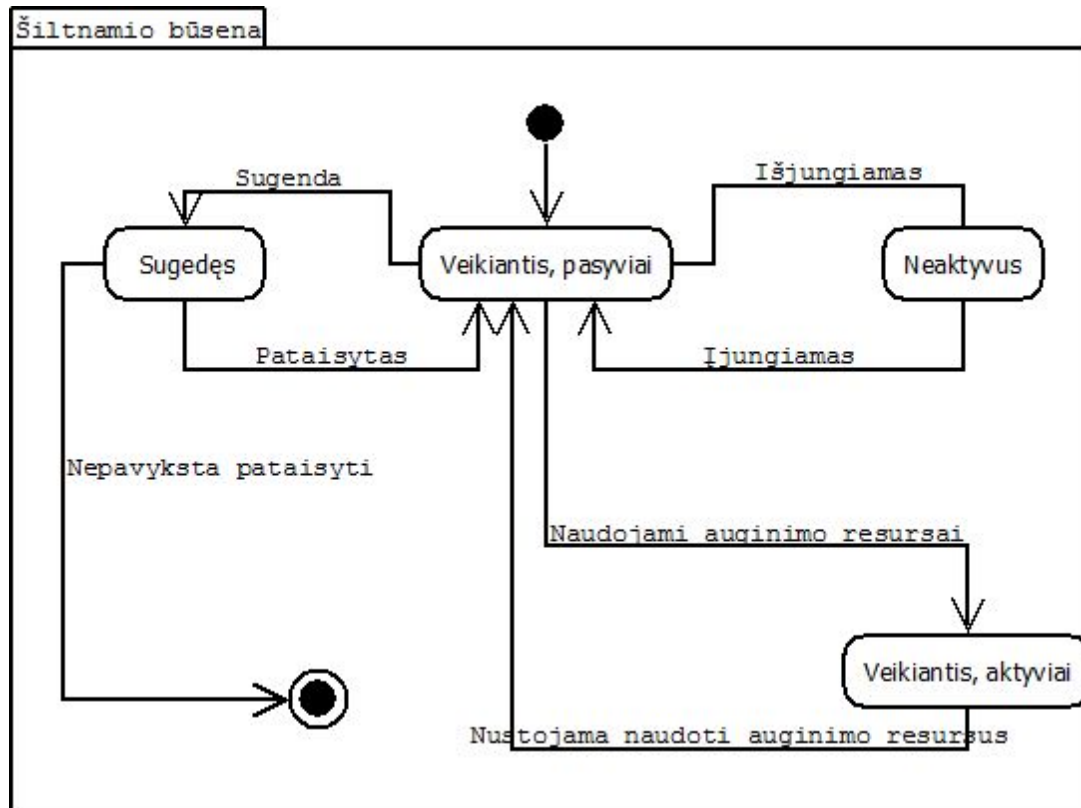 Šiltnamio būsena
Sugenda
Išjungiamas
Sugedęs
Veikiantis, pasyviai
Neaktyvus
Pataisytas
Įjungiamas
Nepavyksta pataisyti
Naudojami auginimo resursai
Veikiantis, aktyviai
Nustojama naudoti auginimo resursus